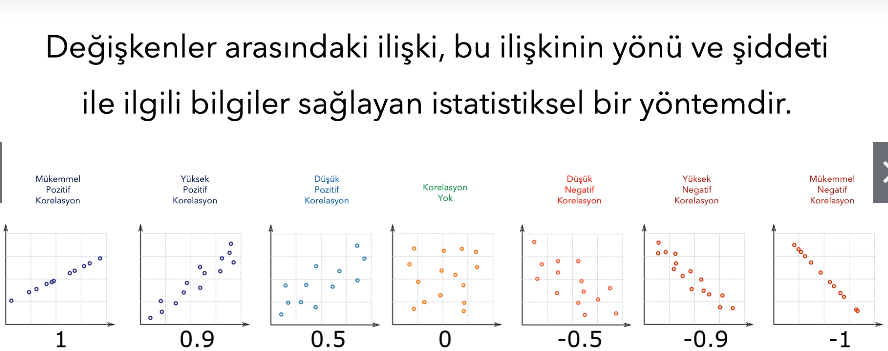 Değişkenler arasındaki ilişki, bu ilişkinin yönü ve şiddeti
ile ilgili bilgiler sağlayan istatistiksel bir yöntemdir.
Mükemmel
Pozitif
Korelasyon
Yüksek
Pozitif
Korelasyon
Düşük
Pozitif
Korelasyon
Korelasyon
Yok
Düşük
Negatif
Korelasyon
Yüksek
Negatif
Korelasyon
Mükemmel
Negatif
Korelasyon
1
0.9
0.5
0
-0.5
-0.9
-1